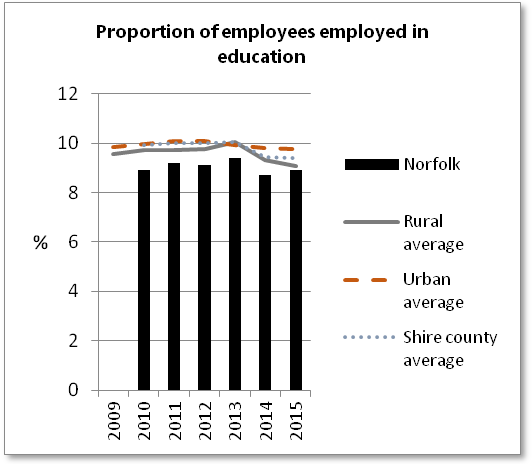 Proportion of employees employed in
education
12
10
8
6
4
2
0
%
2009
2010
2011
2012
2013
2014
2015
Norfolk
Rural
average
Urban
average
Shire county
average